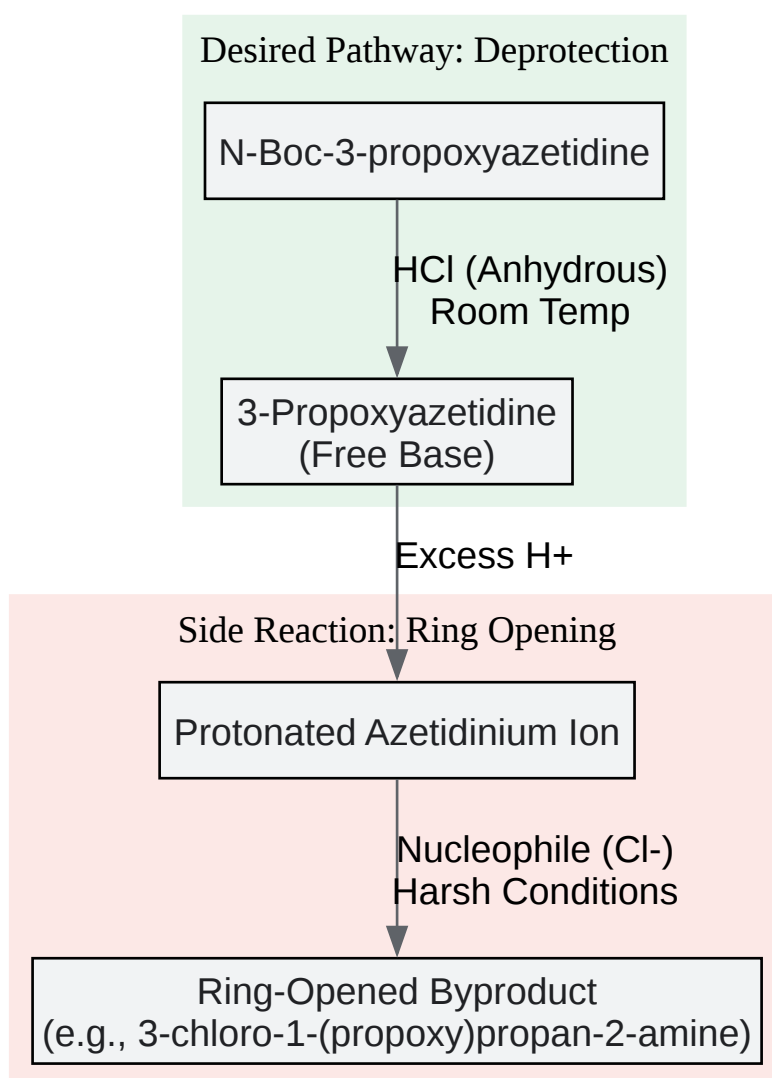 Desired Pathway: Deprotection
N-Boc-3-propoxyazetidine
HCl (Anhydrous)
Room Temp
3-Propoxyazetidine
(Free Base)
Excess H+
Side Reaction: Ring Opening
Protonated Azetidinium Ion
Nucleophile (Cl-)
Harsh Conditions
Ring-Opened Byproduct
(e.g., 3-chloro-1-(propoxy)propan-2-amine)